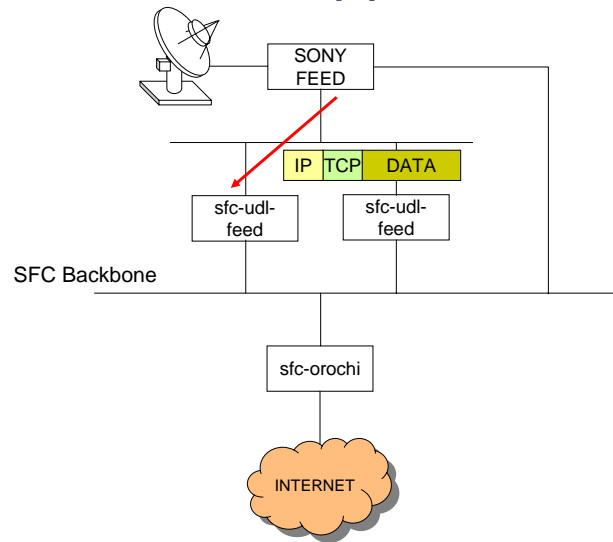 SONY
FEED
IP TCP DATA
sfc-udl-
feed
sfc-udl-
feed
SFC Backbone
sfc-orochi
INTERNET